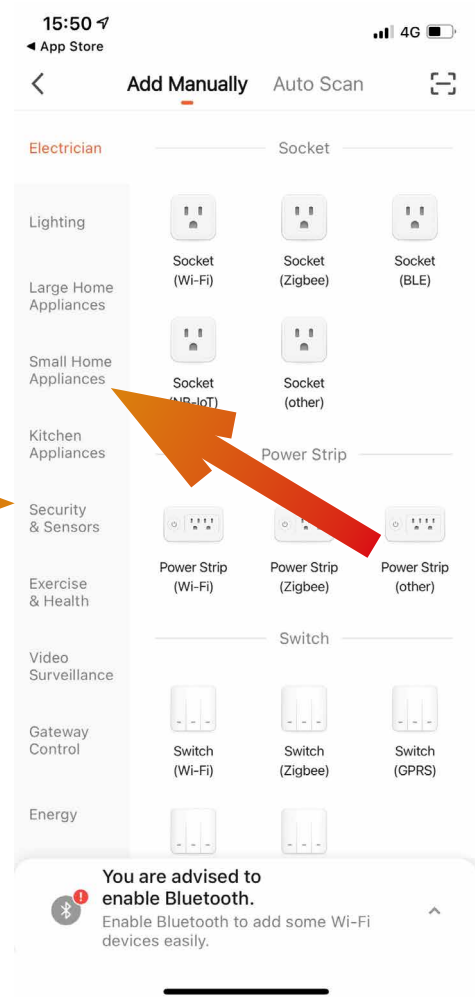 15:50
4G
App Store
Add Manually Auto Scan
Electrician
Lighting
Large Home
Appliances
Small Home
Appliances
Kitchen
Appliances
Security
& Sensors
Exercise
& Health
Video
Surveillance
Gateway
Control
Energy
Socket
Socket Socket Socket
(Wi-Fi) (Zigbee) (BLE)
Socket Socket
(NB-IoT) (other)
Power Strip
Power Strip Power Strip Power Strip
(Wi-Fi) (Zigbee) (other)
Switch
Switch Switch Switch
(Wi-Fi) (Zigbee) (GPRS)
You are advised to
enable Bluetooth.
Enable Bluetooth to add some Wi-Fi
devices easily.